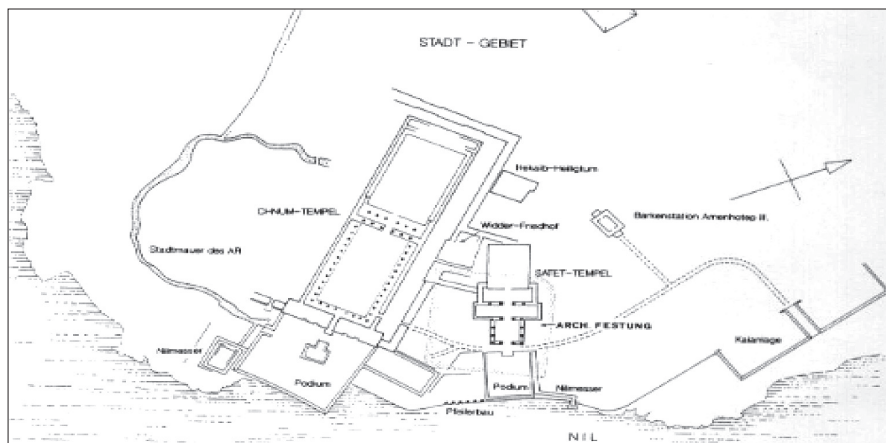 STADT - GEBIET
Hekaib-Heiligtum
CHNUM-TEMPEL
Widder-Friedhof
Barkenstation Amenhotep III.
Stadtmauer des AR
SATET-TEMPEL
ARCH. FESTUNG
Nilmesser
Kaianlage
Podium
Podium
Nilmesser
Pfeilerbau
NIL